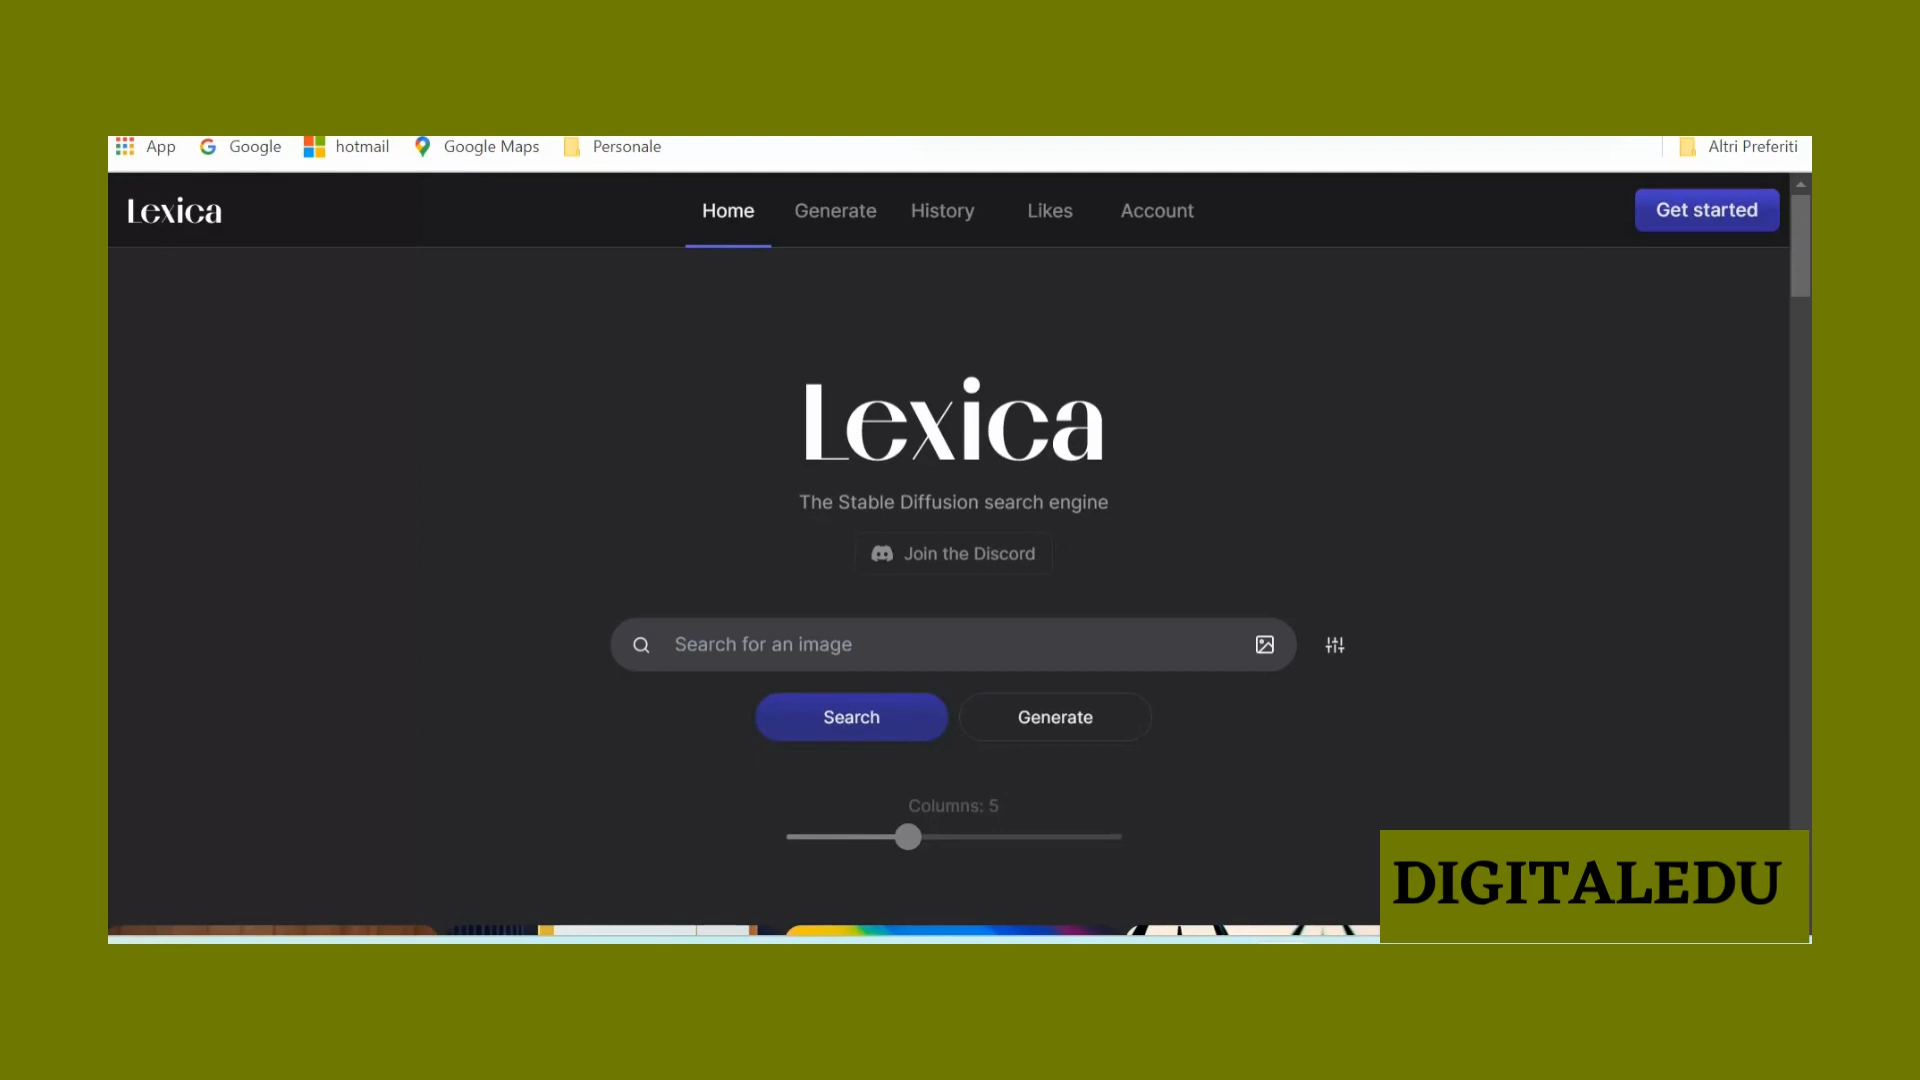 App Google hotmail Google Maps Personale Altri Preferiti
Lexica Home Generate History Likes Account Get started
Lexica
The Stable Diffusion search engine
Join the Discord
Search for an image
Search Generate
Columns: 5
DIGITALEDU